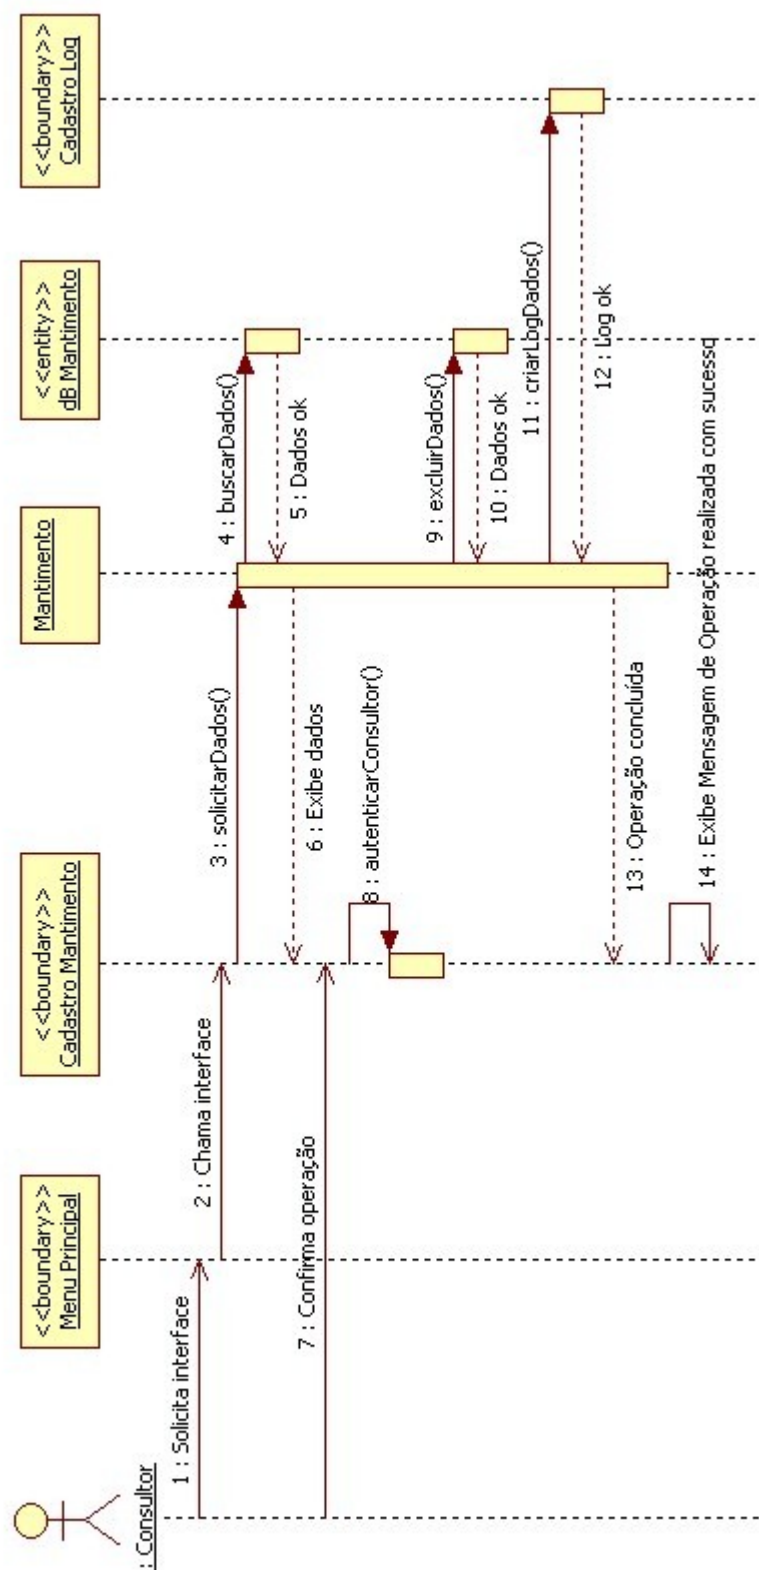 : Consultor
<<boundary>>
Menu Principal
<<boundary>>
Cadastro Mantimento
Mantimento
<<entity>>
dB Mantimento
<<boundary>>
Cadastro Log
1 : Solicita interface
2 : Chama interface
3 : solicitarDados()
4 : buscarDados()
5 : Dados ok
6 : Exibe dados
7 : Confirma operação
8 : autenticarConsultor()
9 : excluirDados()
10 : Dados ok
11 : criarLogDados()
12 : Log ok
13 : Operação concluída
14 : Exibe Mensagem de Operação realizada com sucesso